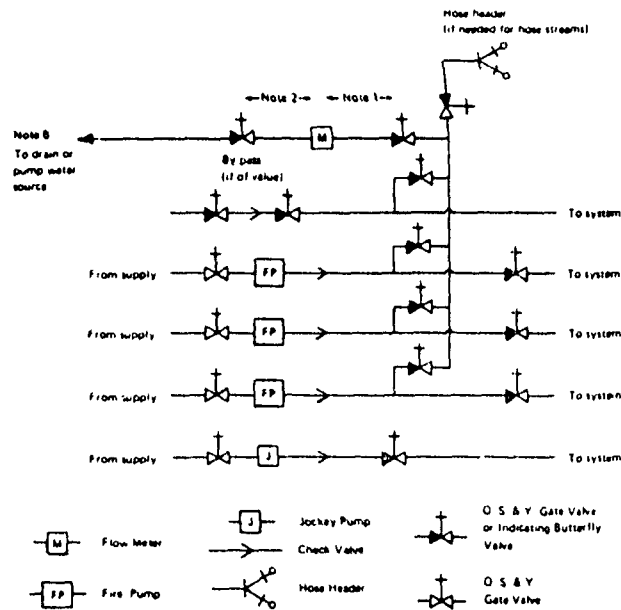 Hose header
(if needed for hose streams)
Note 2
Note 1
Note 8
To drain or
pump water
source
M
By pass
(if of value)
To system
From supply
FP
To system
From supply
FP
To system
From supply
FP
To system
From supply
J
To system
M
Flow Meter
J
Jockey Pump
Check Valve
O S & Y Gate Valve
or Indicating Butterfly
Valve
FP
Fire Pump
Hose Header
O S & Y
Gate Valve